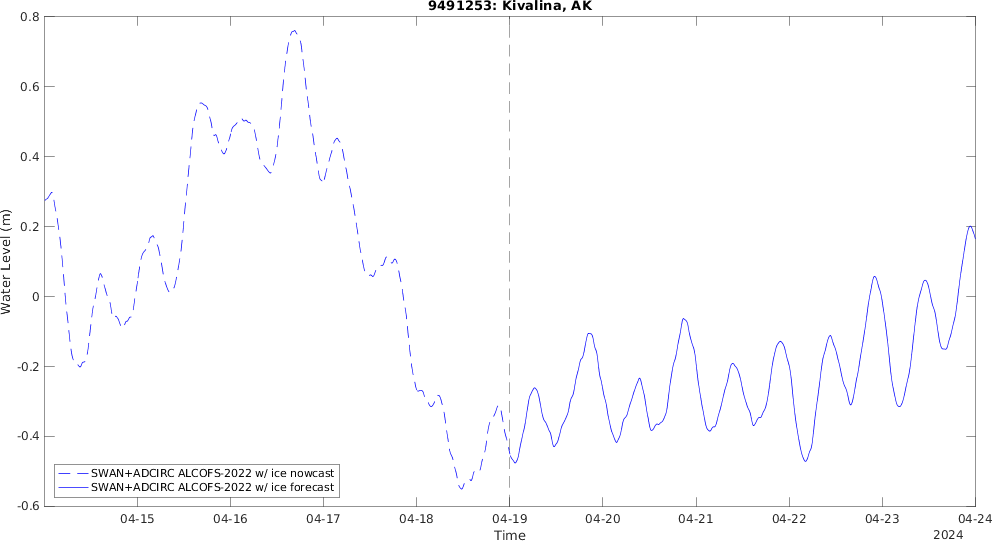 9491253: Kivalina, AK
Water Level (m)
0.8
0.6
0.4
0.2
0
-0.2
-0.4
-0.6
SWAN+ADCIRC ALCOFS-2022 w/ ice nowcast
SWAN+ADCIRC ALCOFS-2022 w/ ice forecast
04-15 04-16 04-17 04-18 04-19 04-20 04-21 04-22 04-23 04-24
Time
2024